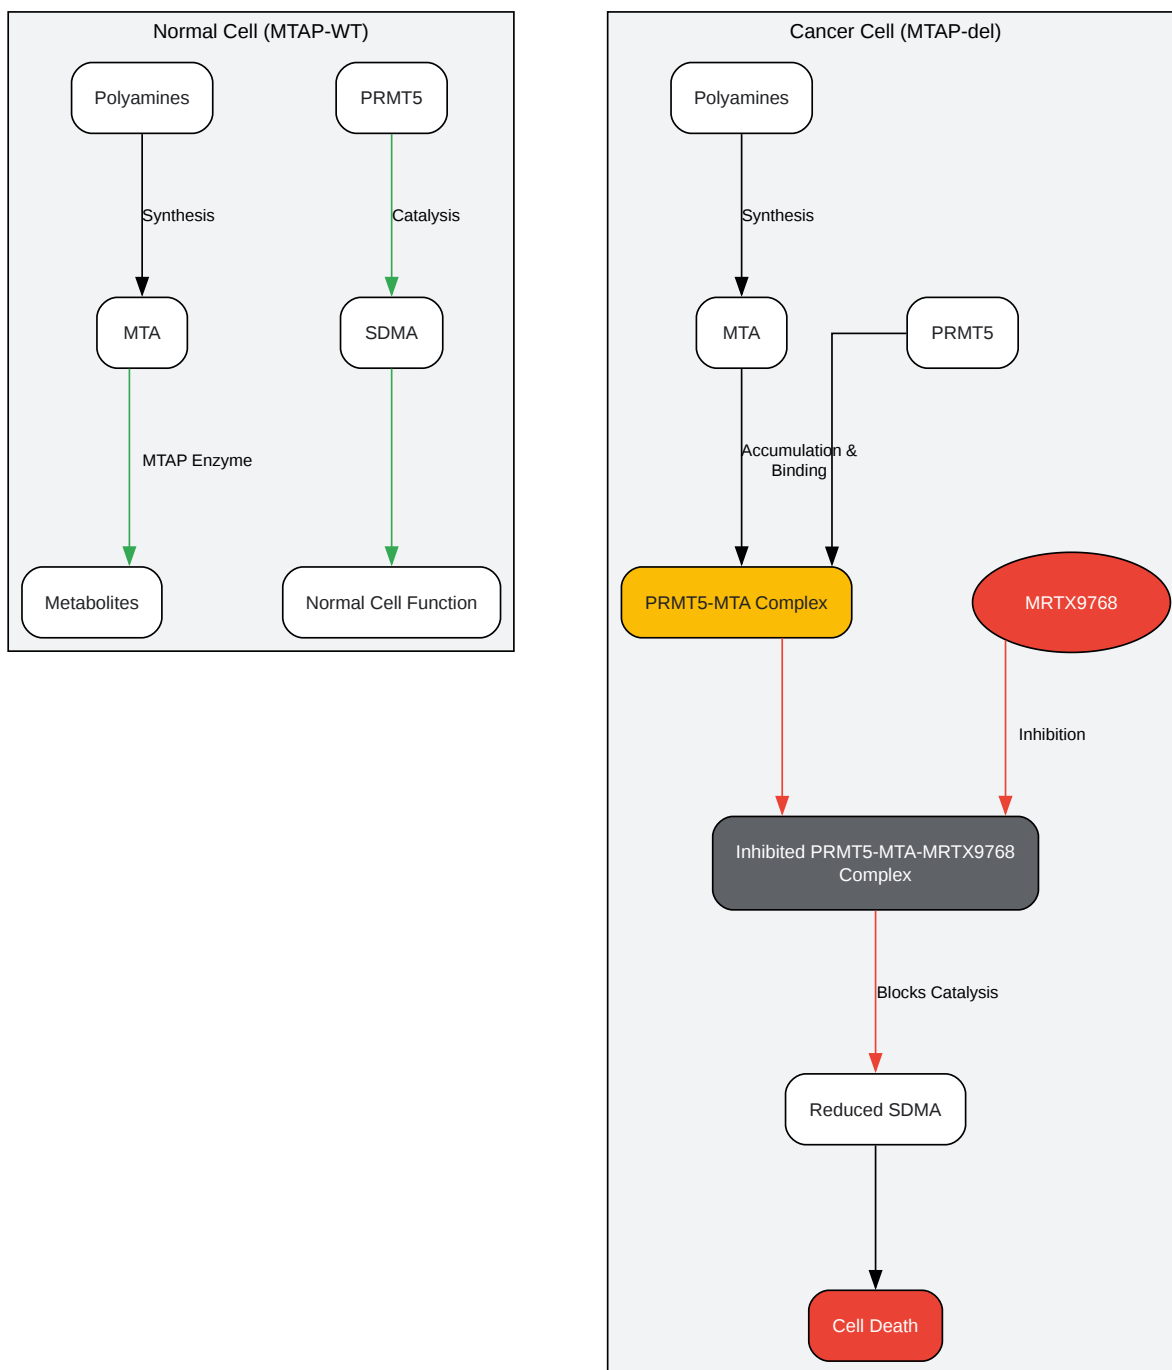 Normal Cell (MTAP-WT)
Polyamines
PRMT5
Synthesis
Catalysis
MTA
SDMA
MTAP Enzyme
Metabolites
Normal Cell Function
Cancer Cell (MTAP-del)
Polyamines
Synthesis
MTA
PRMT5
Accumulation &
Binding
PRMT5-MTA Complex
MRTX9768
Inhibition
Inhibited PRMT5-MTA-MRTX9768
Complex
Blocks Catalysis
Reduced SDMA
Cell Death